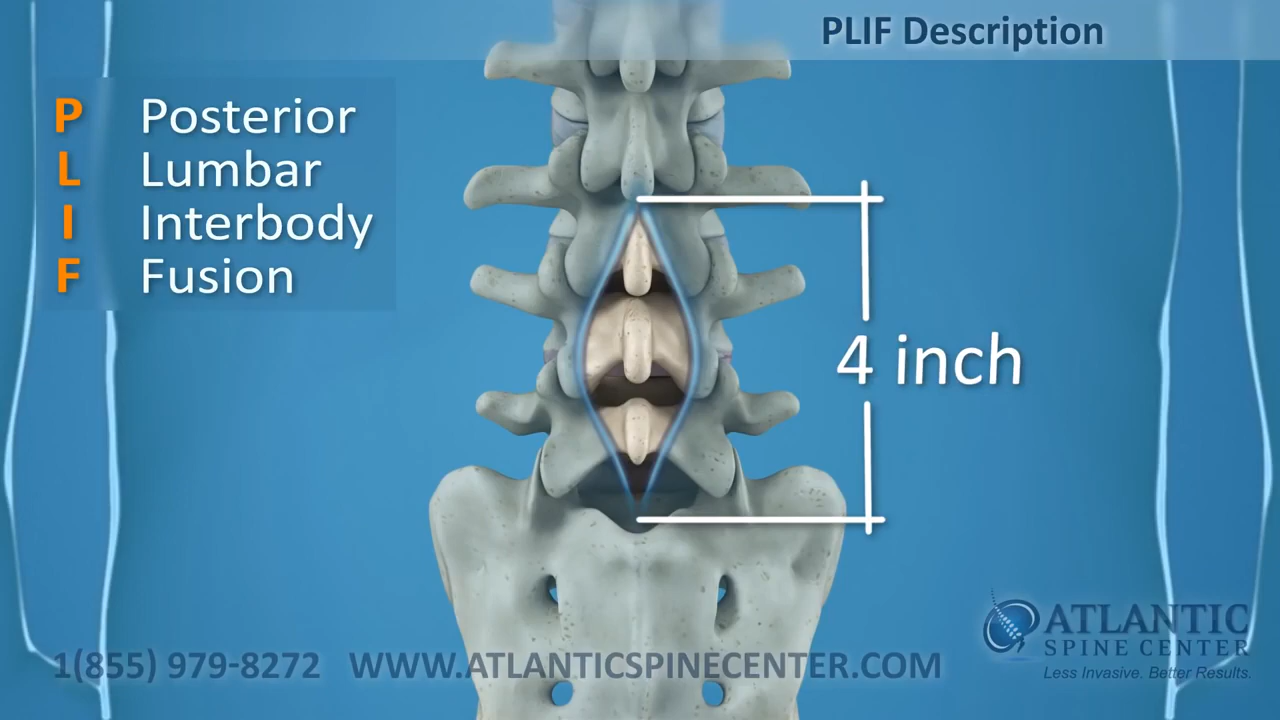 PLIF Description
P Posterior
L Lumbar
I Interbody
F Fusion
4 inch
ATLANTIC
SPINE CENTER
Less Invasive. Better Results.
1(855) 979-8272 WWW.ATLANTICSPINECENTER.COM